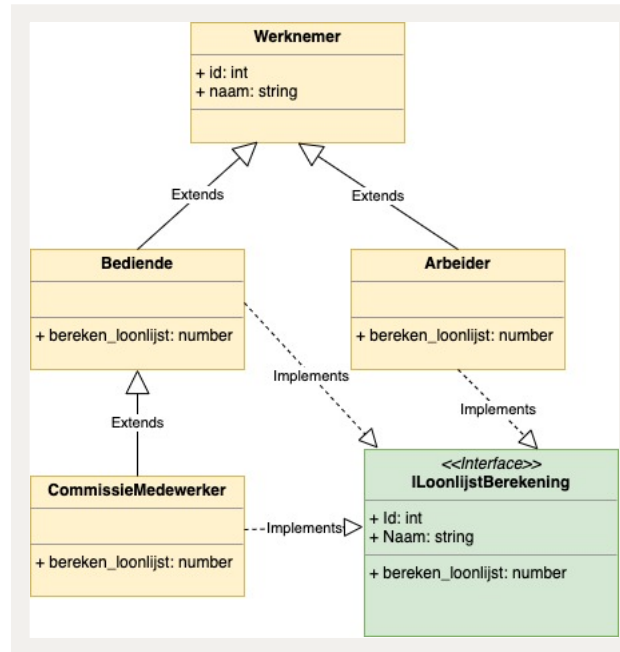 Werknemer
+ id: int
+ naam: string
Extends
Extends
Bediende
+ bereken_loonlijst: number
Arbeider
+ bereken_loonlijst: number
Implements
Implements
Extends
CommissieMedewerker
+ bereken_loonlijst: number
Implements
<<Interface>>
ILoonlijstBerekening
+ Id: int
+ Naam: string
+ bereken_loonlijst: number